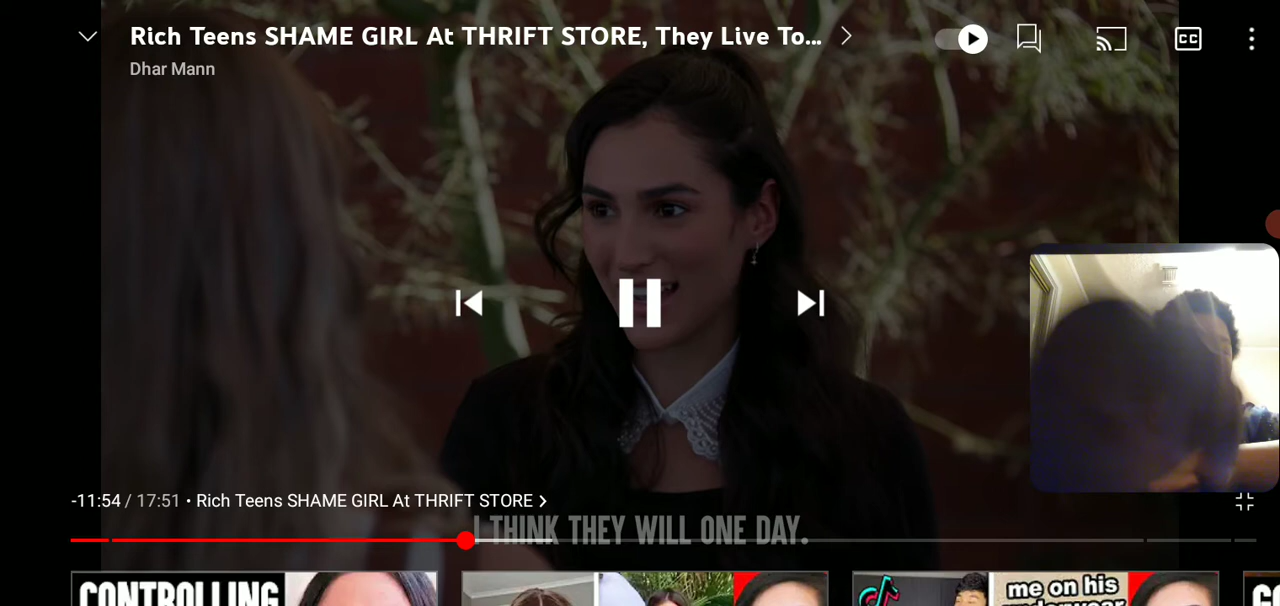 Rich Teens SHAME GIRL At THRIFT STORE, They Live To...
Dhar Mann
CC
-11:54 / 17:51 • Rich Teens SHAME GIRL At THRIFT STORE
I THINK THEY WILL ONE DAY.
CONTROLLING
me on his